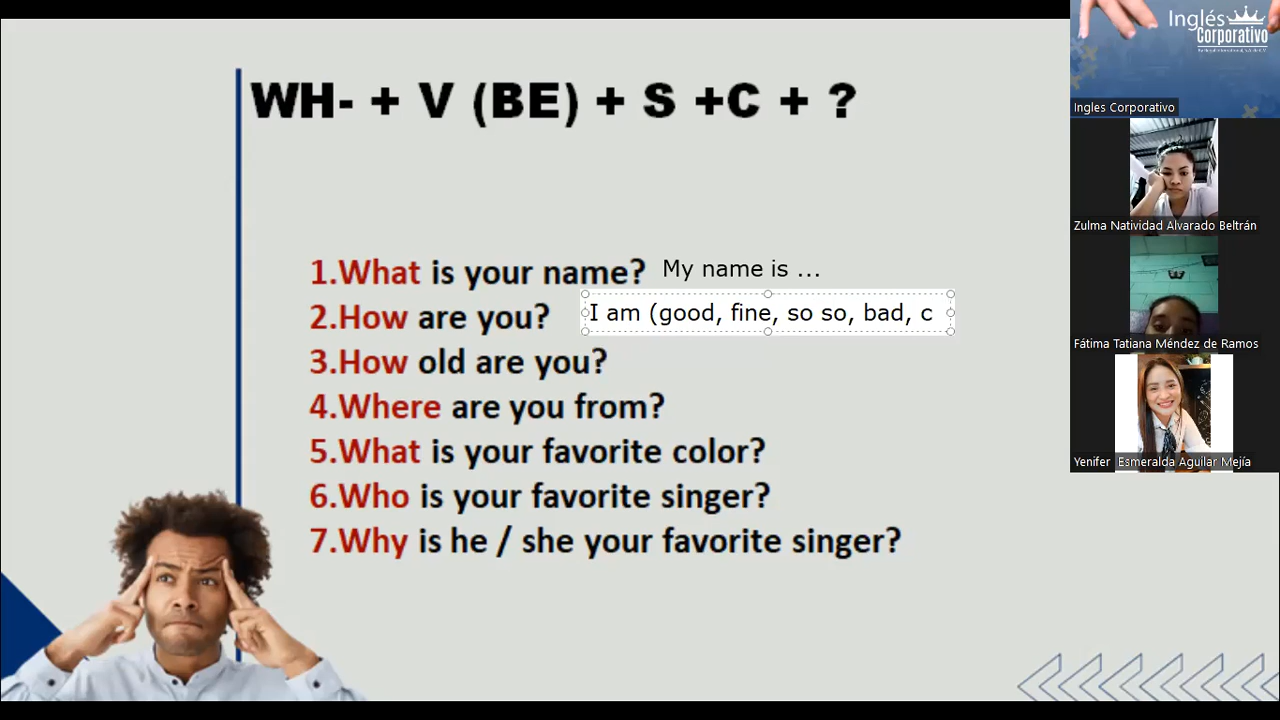 WH- + V (BE) + S +C + ?
1.What is your name? My name is ...
2.How are you? I am (good, fine, so so, bad, c
3.How old are you?
4.Where are you from?
5.What is your favorite color?
6.Who is your favorite singer?
7.Why is he / she your favorite singer?
Inglés
Corporativo
Ingles Corporativo
Zulma Natividad Alvarado Beltrán
Fátima Tatiana Méndez de Ramos
Yenifer Esmeralda Aguilar Mejía